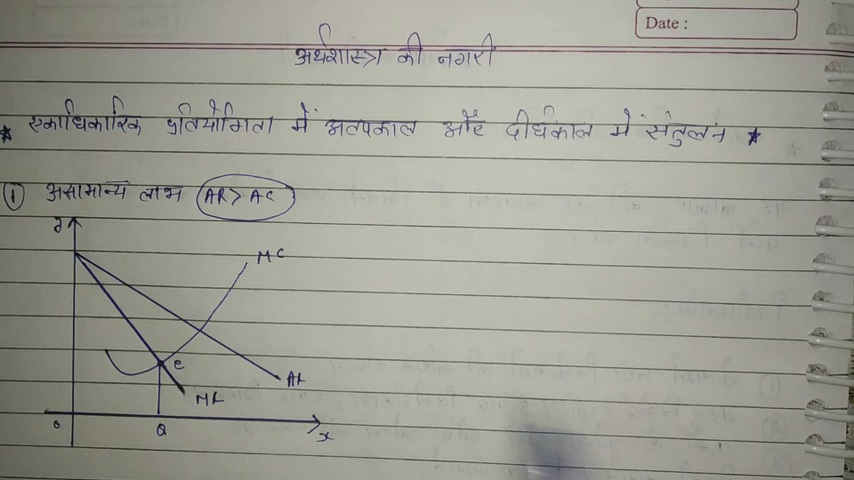 Date :
अर्थशास्त्र की नगरी
* एकाधिकारिक प्रतियोगिता में अल्पकाल और दीर्घकाल में संतुलन *
① असामान्य लाभ AR > AC
y
MC
e
AR
MR
o
Q
x